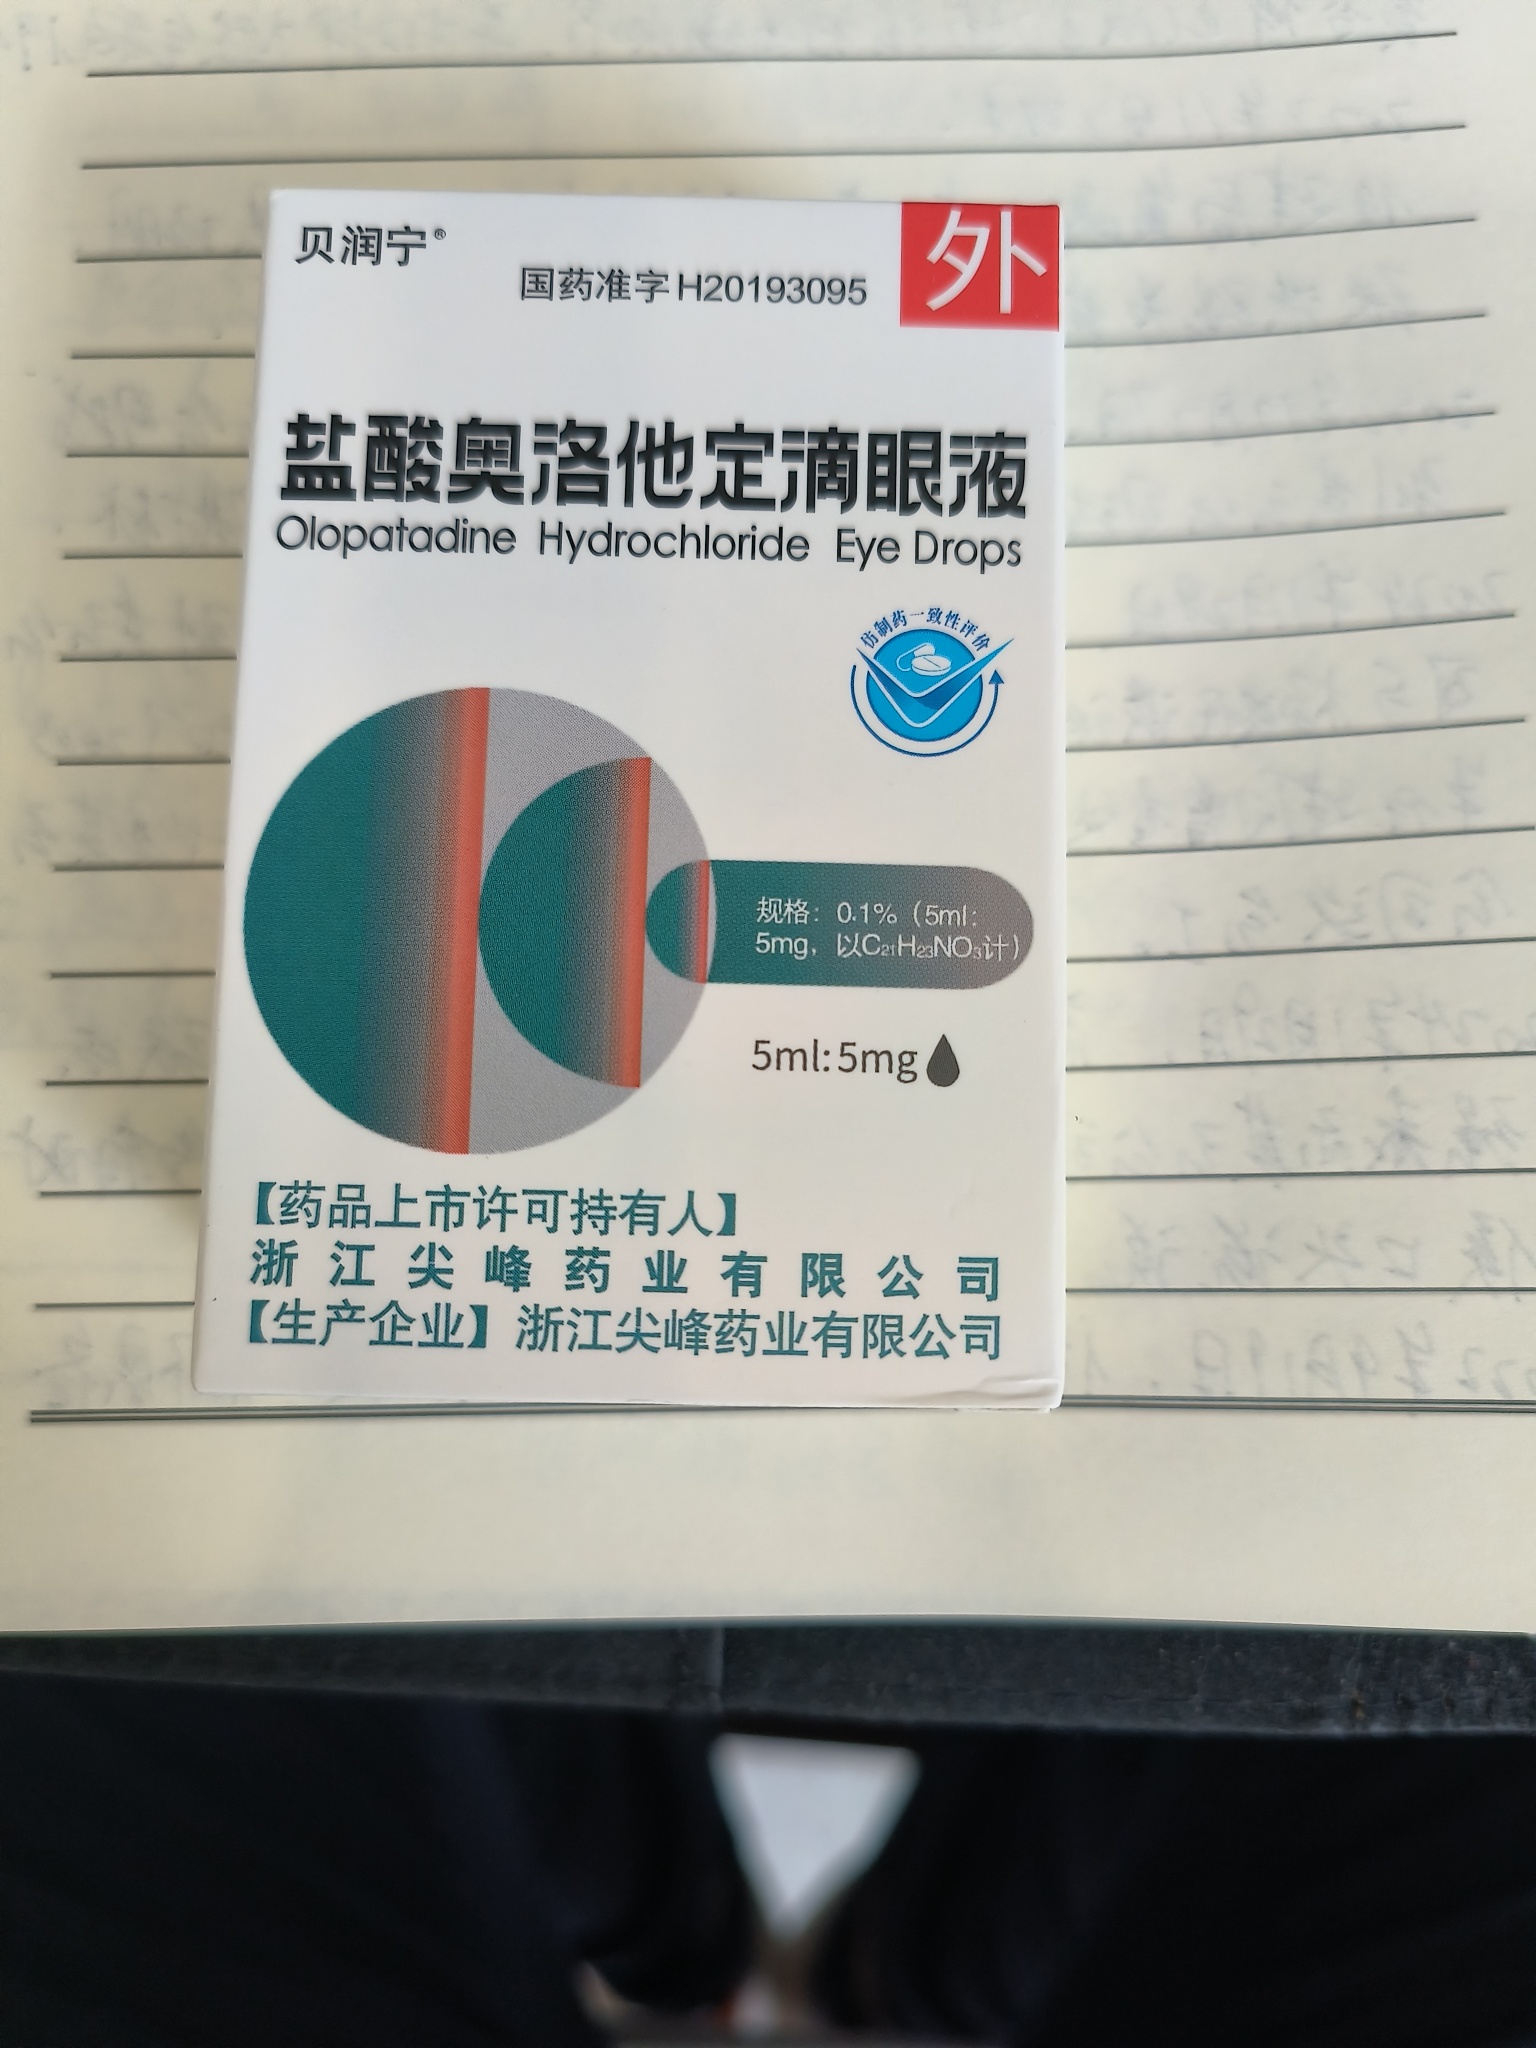 贝润宁®
国药准字H20193095
外
盐酸奥洛他定滴眼液
Olopatadine Hydrochloride Eye Drops
仿制药一致性评价
规格：0.1%（5ml:
5mg，以C₂₁H₂₃NO₃计）
5ml:5mg
【药品上市许可持有人】
浙江尖峰药业有限公司
【生产企业】浙江尖峰药业有限公司